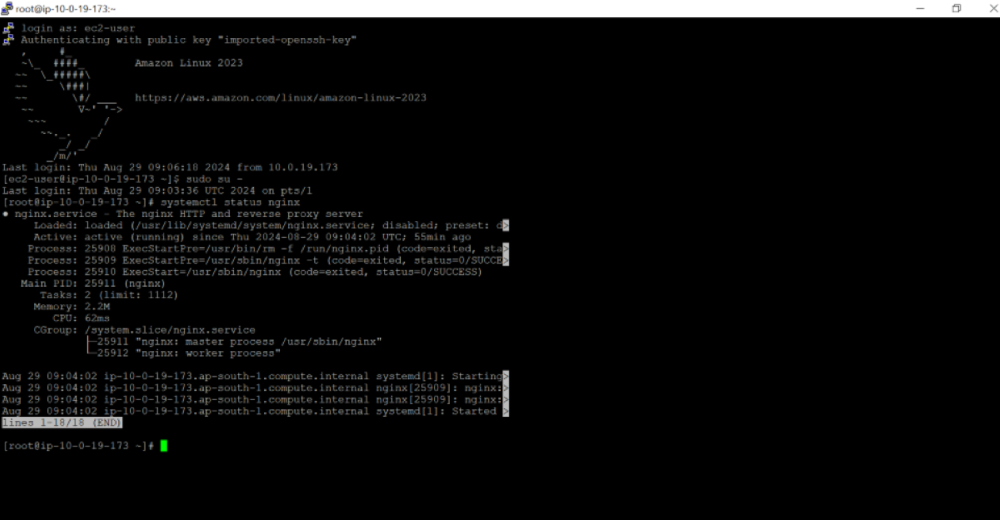 root@ip-10-0-19-173:~
login as: ec2-user
Authenticating with public key "imported-openssh-key"
   ,     #_
   ~\_  ####_        Amazon Linux 2023
  ~~  \_#####\
  ~~     \###|
  ~~       \#/ ___   https://aws.amazon.com/linux/amazon-linux-2023
   ~~       V~' '->
    ~~~         /
      ~~._.   _/
         _/ _/
       _/m/'
Last login: Thu Aug 29 09:06:18 2024 from 10.0.19.173
[ec2-user@ip-10-0-19-173 ~]$ sudo su -
Last login: Thu Aug 29 09:03:36 UTC 2024 on pts/1
[root@ip-10-0-19-173 ~]# systemctl status nginx
● nginx.service - The nginx HTTP and reverse proxy server
     Loaded: loaded (/usr/lib/systemd/system/nginx.service; disabled; preset: d>
     Active: active (running) since Thu 2024-08-29 09:04:02 UTC; 55min ago
    Process: 25908 ExecStartPre=/usr/bin/rm -f /run/nginx.pid (code=exited, sta>
    Process: 25909 ExecStartPre=/usr/sbin/nginx -t (code=exited, status=0/SUCCE>
    Process: 25910 ExecStart=/usr/sbin/nginx (code=exited, status=0/SUCCESS)
   Main PID: 25911 (nginx)
      Tasks: 2 (limit: 1112)
     Memory: 2.2M
        CPU: 62ms
     CGroup: /system.slice/nginx.service
             ├─25911 "nginx: master process /usr/sbin/nginx"
             └─25912 "nginx: worker process"
Aug 29 09:04:02 ip-10-0-19-173.ap-south-1.compute.internal systemd[1]: Starting>
Aug 29 09:04:02 ip-10-0-19-173.ap-south-1.compute.internal nginx[25909]: nginx:>
Aug 29 09:04:02 ip-10-0-19-173.ap-south-1.compute.internal nginx[25909]: nginx:>
Aug 29 09:04:02 ip-10-0-19-173.ap-south-1.compute.internal systemd[1]: Started >
lines 1-18/18 (END)
[root@ip-10-0-19-173 ~]#